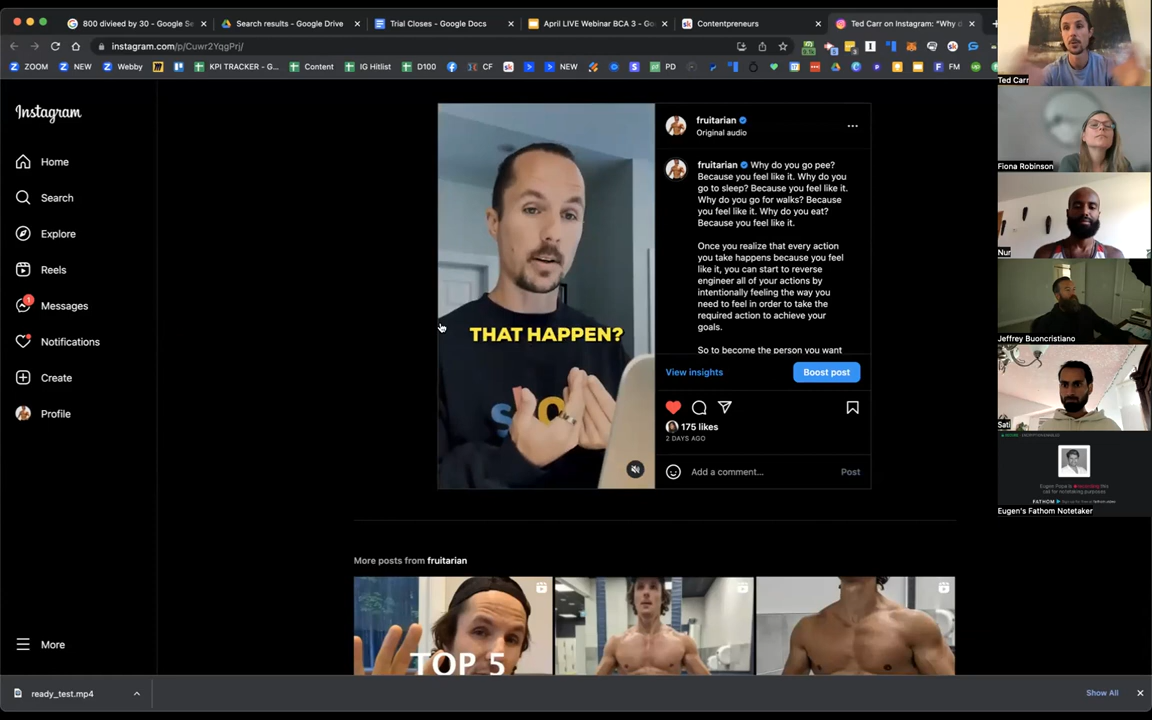 800 divieed by 30 - Google Se
Search results - Google Drive
Trial Closes - Google Docs
April LIVE Webinar BCA 3 - Goo
Contentpreneurs
Ted Carr on Instagram: "Why d
instagram.com/p/Cuwr2YqgPrj/
ZOOM
NEW
Webby
KPI TRACKER - G...
Content
IG Hitlist
D100
CF
NEW
PD
FM
Instagram
Home
Search
Explore
Reels
Messages
1
Notifications
Create
Profile
More
THAT HAPPEN?
fruitarian
Original audio
fruitarian Why do you go pee?
Because you feel like it. Why do you
go to sleep? Because you feel like it.
Why do you go for walks? Because
you feel like it. Why do you eat?
Because you feel like it.
Once you realize that every action
you take happens because you feel
like it, you can start to reverse
engineer all of your actions by
intentionally feeling the way you
need to feel in order to take the
required action to achieve your
goals.
So to become the person you want
View insights
Boost post
175 likes
2 DAYS AGO
Add a comment...
Post
More posts from fruitarian
TOP 5
ready_test.mp4
Show All
Ted Carr
Fiona Robinson
Nur
Jeffrey Buoncristiano
Sati
FATHOM
Eugen's Fathom Notetaker